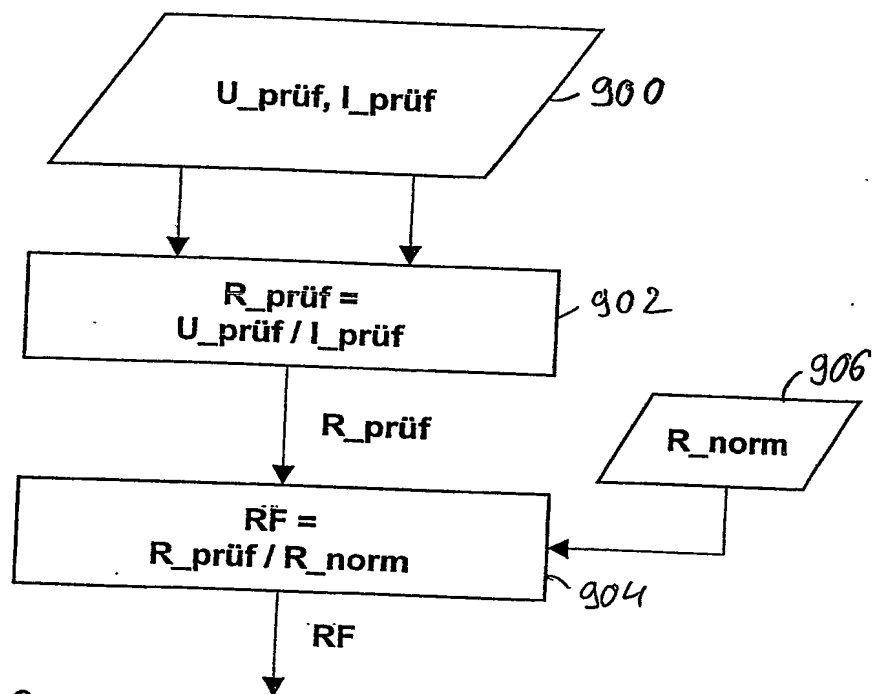 U_prüf, I_prüf
900
R_prüf =
U_prüf / I_prüf
902
R_prüf
906
R_norm
RF =
R_prüf / R_norm
904
RF